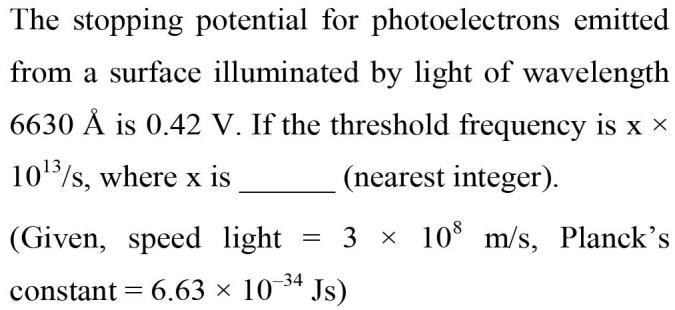 The stopping potential for photoelectrons emitted
from a surface illuminated by light of wavelength
6630 Å is 0.42 V. If the threshold frequency is x ×
10¹³/s, where x is ______ (nearest integer).
(Given, speed light = 3 × 10⁸ m/s, Planck’s
constant = 6.63 × 10⁻³⁴ Js)